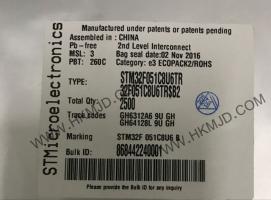 Manufactured under patents or patents pending
Assembled in : CHINA
Pb-free 2nd Level Interconnect
MSL: 3 Bag seal date: 02 Nov 2016
PBT: 260C Category: e3 ECOPACK2/ROHS
STMicroelectronics
TYPE: STM32F051C8U6TR
32F051C8U6TR$B2
Total Qty: 2500
Trace codes GH6312A6 9U GH
GH64128L 9U GH
Marking STM32F 051C8U6 B
Bulk ID: 868442240001
Please provide the Bulk ID for any inquiry
WWW.HKMJD.COM